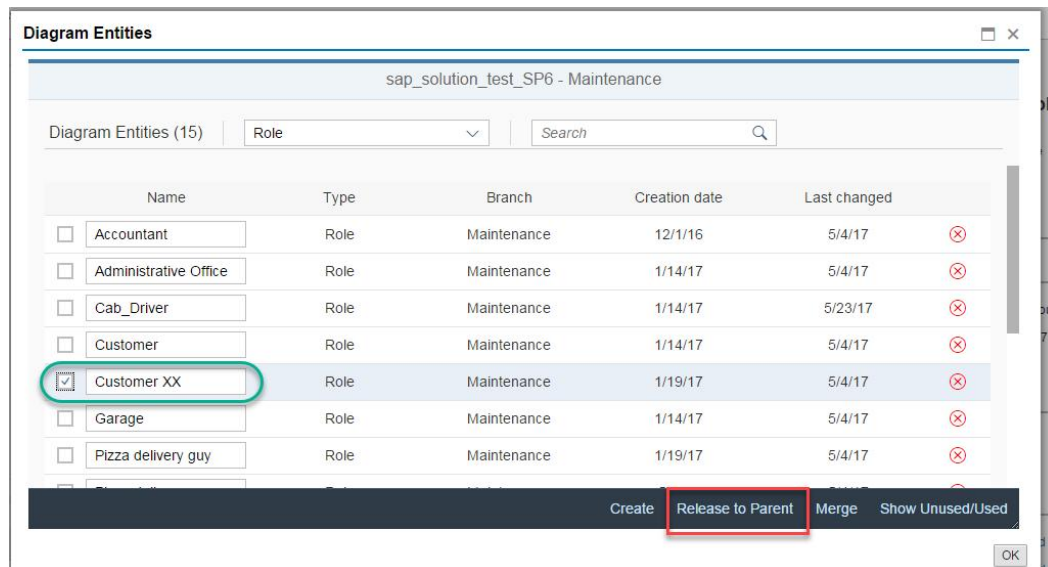 Diagram Entities
sap_solution_test_SP6 - Maintenance
Diagram Entities (15) Role Search
Name Type Branch Creation date Last changed
Accountant Role Maintenance 12/1/16 5/4/17
Administrative Office Role Maintenance 1/14/17 5/4/17
Cab_Driver Role Maintenance 1/14/17 5/23/17
Customer Role Maintenance 1/14/17 5/4/17
Customer XX Role Maintenance 1/19/17 5/4/17
Garage Role Maintenance 1/14/17 5/4/17
Pizza delivery guy Role Maintenance 1/19/17 5/4/17
Create Release to Parent Merge Show Unused/Used
OK